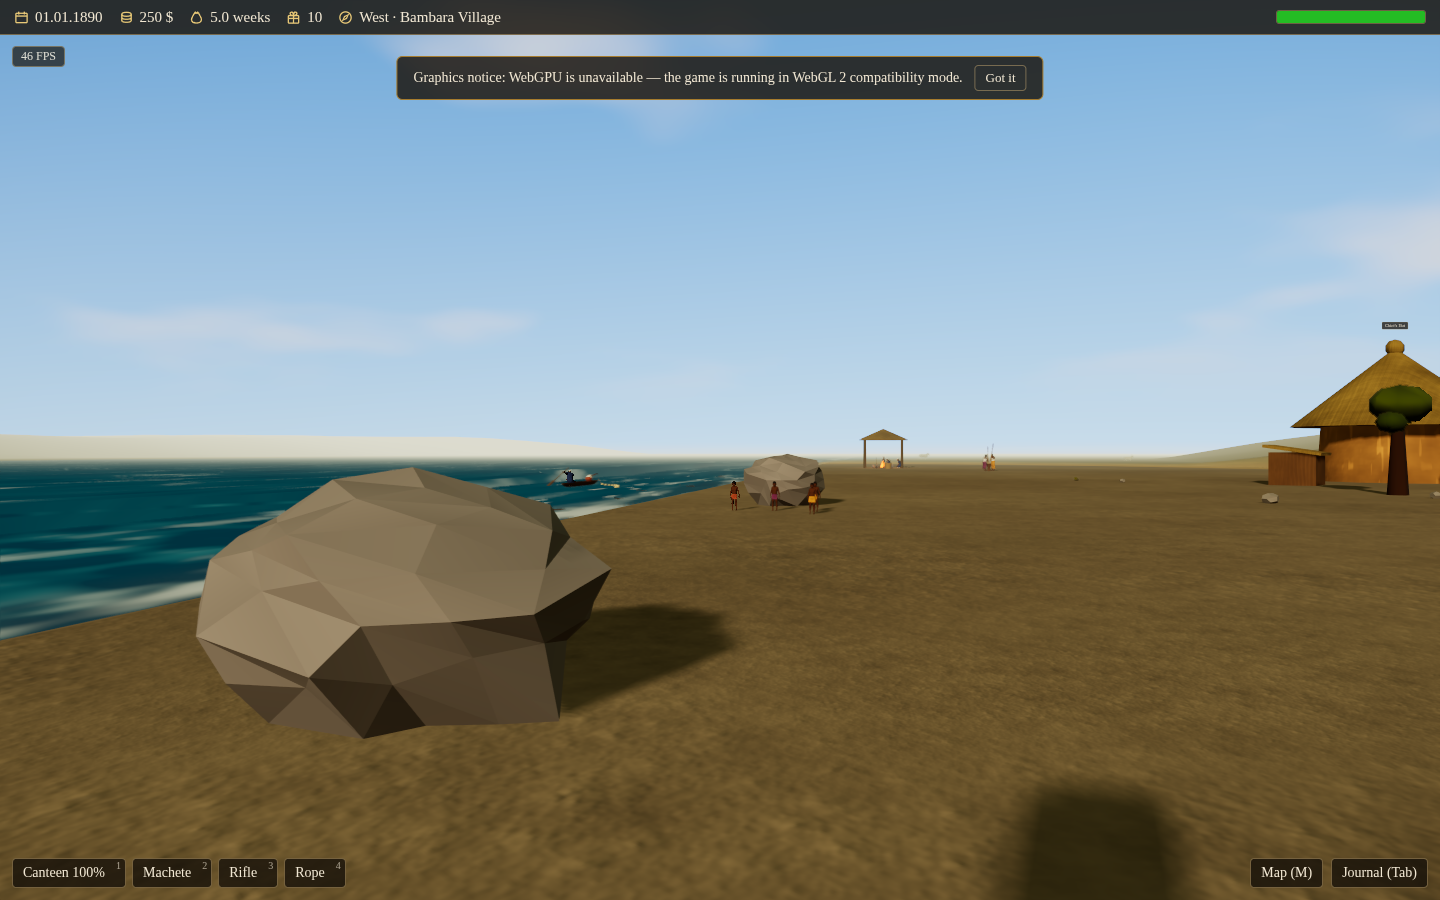 01.01.1890 250 $ 5.0 weeks 10 West · Bambara Village
46 FPS
Graphics notice: WebGPU is unavailable — the game is running in WebGL 2 compatibility mode. Got it
Chief's Hut
Canteen 100% 1 Machete 2 Rifle 3 Rope 4
Map (M) Journal (Tab)